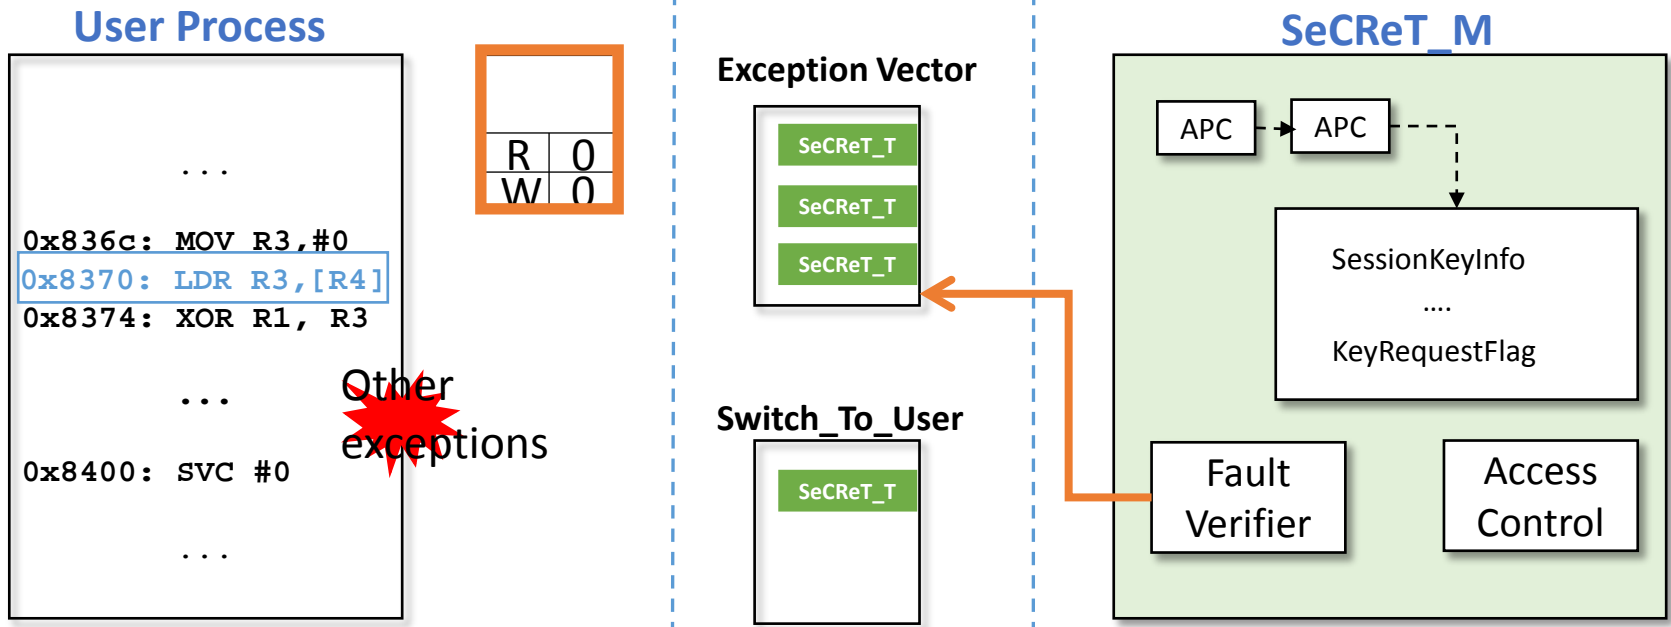 User Process
...
0x836c: MOV R3,#0
0x8370: LDR R3,[R4]
0x8374: XOR R1, R3
...
Other
exceptions
0x8400: SVC #0
...
R 0
W 0
Exception Vector
SeCReT_T
SeCReT_T
SeCReT_T
Switch_To_User
SeCReT_T
SeCReT_M
APC
APC
SessionKeyInfo
....
KeyRequestFlag
Fault
Verifier
Access
Control